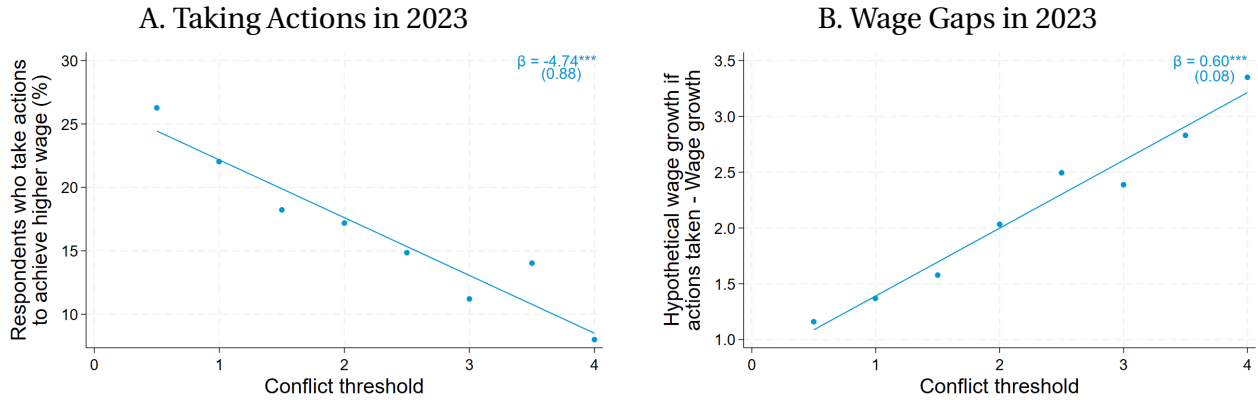 A. Taking Actions in 2023
Respondents who take actions
to achieve higher wage (%)
30
25
20
15
10
β = -4.74***
(0.88)
0
1
2
3
4
Conflict threshold
B. Wage Gaps in 2023
Hypothetical wage growth if
actions taken - Wage growth
3.5
3.0
2.5
2.0
1.5
1.0
β = 0.60***
(0.08)
0
1
2
3
4
Conflict threshold